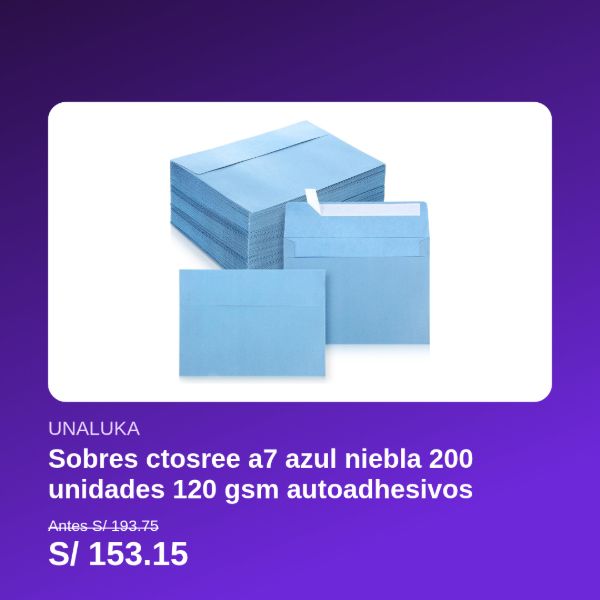 UNALUKA
Sobres ctosree a7 azul niebla 200
unidades 120 gsm autoadhesivos
Antes S/ 193.75
S/ 153.15